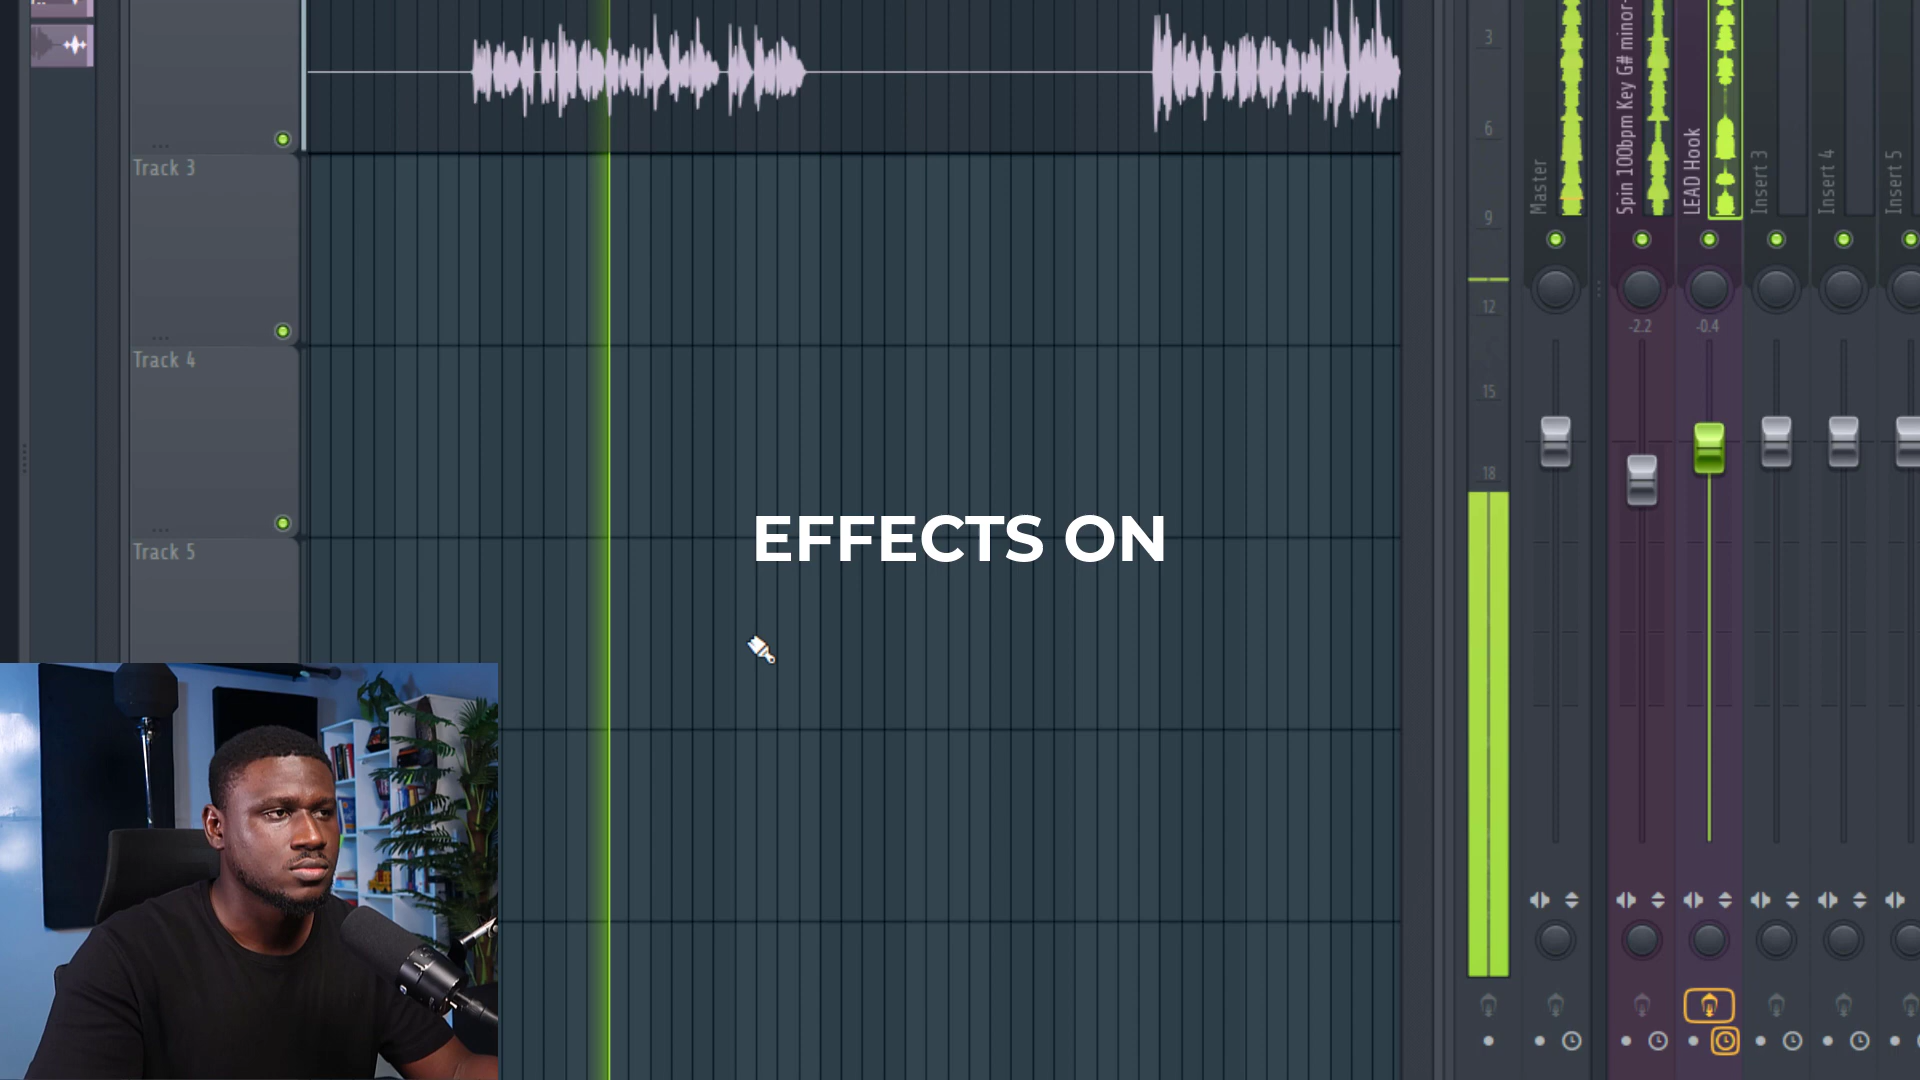 Track 3
Track 4
Track 5
EFFECTS ON
3
6
9
12
15
18
Master
Spin 100bpm Key G# minor-
LEAD Hook
Insert 3
Insert 4
Insert 5
-2.2
-0.4